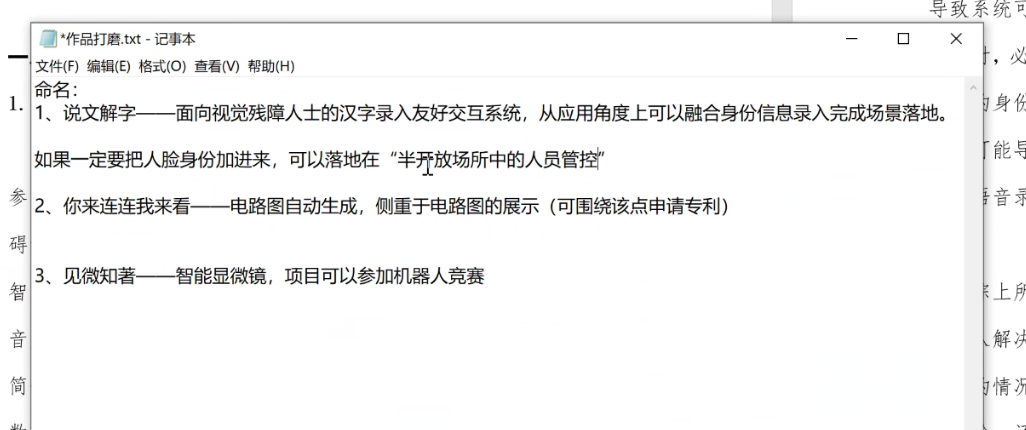 导致系统可
*作品打磨.txt - 记事本
文件(F) 编辑(E) 格式(O) 查看(V) 帮助(H)
命名：
1、说文解字——面向视觉残障人士的汉字录入友好交互系统，从应用角度上可以融合身份信息录入完成场景落地。
如果一定要把人脸身份加进来，可以落地在“半开放场所中的人员管控”
2、你来连连我来看——电路图自动生成，侧重于电路图的展示（可围绕该点申请专利）
3、见微知著——智能显微镜，项目可以参加机器人竞赛
1.
参
碍
智
音
简
，必
身份
可能导
语音录
综上所
人解决
的情况